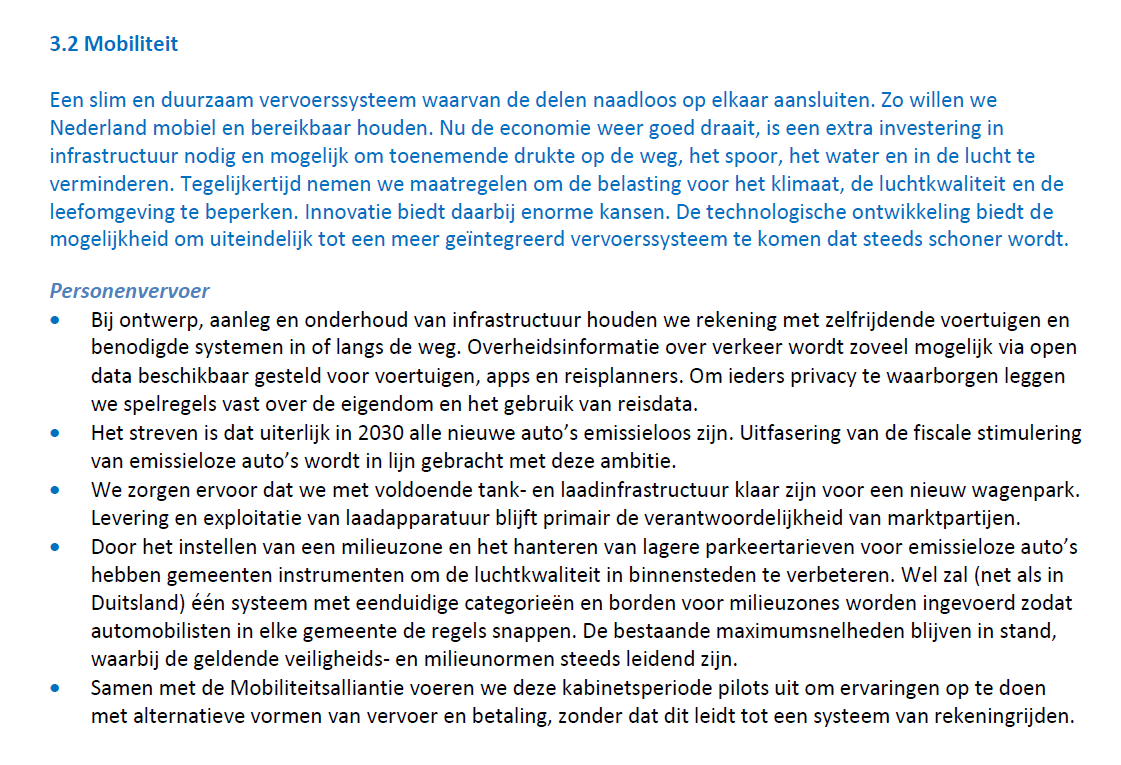 3.2 Mobiliteit
Een slim en duurzaam vervoerssysteem waarvan de delen naadloos op elkaar aansluiten. Zo willen we
Nederland mobiel en bereikbaar houden. Nu de economie weer goed draait, is een extra investering in
infrastructuur nodig en mogelijk om toenemende drukte op de weg, het spoor, het water en in de lucht te
verminderen. Tegelijkertijd nemen we maatregelen om de belasting voor het klimaat, de luchtkwaliteit en de
leefomgeving te beperken. Innovatie biedt daarbij enorme kansen. De technologische ontwikkeling biedt de
mogelijkheid om uiteindelijk tot een meer geïntegreerd vervoerssysteem te komen dat steeds schoner wordt.
Personenvervoer
• Bij ontwerp, aanleg en onderhoud van infrastructuur houden we rekening met zelfrijdende voertuigen en
benodigde systemen in of langs de weg. Overheidsinformatie over verkeer wordt zoveel mogelijk via open
data beschikbaar gesteld voor voertuigen, apps en reisplanners. Om ieders privacy te waarborgen leggen
we spelregels vast over de eigendom en het gebruik van reisdata.
• Het streven is dat uiterlijk in 2030 alle nieuwe auto’s emissieloos zijn. Uitfasering van de fiscale stimulering
van emissieloze auto’s wordt in lijn gebracht met deze ambitie.
• We zorgen ervoor dat we met voldoende tank- en laadinfrastructuur klaar zijn voor een nieuw wagenpark.
Levering en exploitatie van laadapparatuur blijft primair de verantwoordelijkheid van marktpartijen.
• Door het instellen van een milieuzone en het hanteren van lagere parkeertarieven voor emissieloze auto’s
hebben gemeenten instrumenten om de luchtkwaliteit in binnensteden te verbeteren. Wel zal (net als in
Duitsland) één systeem met eenduidige categorieën en borden voor milieuzones worden ingevoerd zodat
automobilisten in elke gemeente de regels snappen. De bestaande maximumsnelheden blijven in stand,
waarbij de geldende veiligheids- en milieunormen steeds leidend zijn.
• Samen met de Mobiliteitsalliantie voeren we deze kabinetsperiode pilots uit om ervaringen op te doen
met alternatieve vormen van vervoer en betaling, zonder dat dit leidt tot een systeem van rekeningrijden.